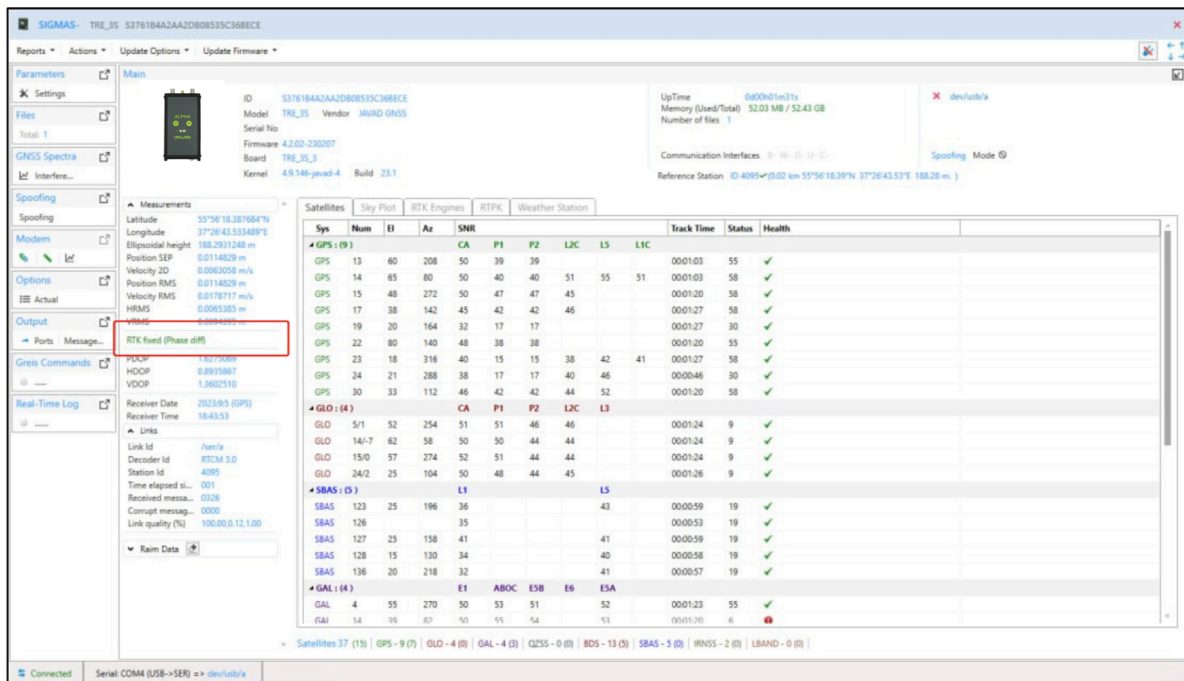 SIGMAS- TRE_3S S376184A2AA2DB08535C36BECE
Reports Actions Update Options Update Firmware
Parameters
Settings
Files
Total: 1
GNSS Spectra
Interfere...
Spoofing
Spoofing
Modem
Options
Actual
Output
Ports Message...
Greis Commands
----
Real-Time Log
----
Main
ID S376184A2AA2DB08535C36BECE
Model TRE_3S Vendor JAVAD GNSS
Serial No
Firmware 4.2.02-230207
Board TRE_3S_3
Kernel 4.9.146-javad-4 Build 23.1
UpTime 0d00h01m31s
Memory (Used/Total) 52.03 MB / 52.43 GB
Number of files 1
Communication Interfaces B- W- G- U- C--
dev/usb/a
Spoofing Mode
Reference Station ID 4095 (0.02 km 55°56'18.39"N 37°26'43.53"E 188.28 m. )
Measurements
Latitude 55°56'18.387684"N
Longitude 37°26'43.533489"E
Ellipsoidal height 188.2931248 m
Position SEP 0.0114829 m
Velocity 2D 0.0063058 m/s
Position RMS 0.0114829 m
Velocity RMS 0.0178717 m/s
HRMS 0.0065385 m
VRMS
RTK fixed (Phase diff)
PDOP 1.6275069
HDOP 0.8935867
VDOP 1.3602510
Receiver Date 2023:9:5 (GPS)
Receiver Time 18:43:53
Links
Link Id /ser/a
Decoder Id RTCM 3.0
Station Id 4095
Time elapsed si... 001
Received messa... 0326
Corrupt messag... 0000
Link quality (%) 100.00,0.12,1.00
Raim Data
Satellites Sky Plot RTK Engines RTPK Weather Station
Sys Num El Az SNR Track Time Status Health
GPS : (9 ) CA P1 P2 L2C L5 L1C
GPS 13 60 208 50 39 39 00:01:03 55
GPS 14 65 80 50 40 40 51 55 51 00:01:03 58
GPS 15 48 272 50 47 47 45 00:01:20 58
GPS 17 38 142 45 42 42 46 00:01:27 58
GPS 19 20 164 32 17 17 00:01:27 30
GPS 22 80 140 48 38 38 00:01:20 55
GPS 23 18 316 40 15 15 38 42 41 00:01:27 58
GPS 24 21 288 38 17 17 40 46 00:00:46 30
GPS 30 33 112 46 42 42 44 52 00:01:20 58
GLO : (4 ) CA P1 P2 L2C L3
GLO 5/1 52 254 51 51 46 46 00:01:24 9
GLO 14/-7 62 58 50 50 44 44 00:01:24 9
GLO 15/0 57 274 52 51 44 44 00:01:24 9
GLO 24/2 25 104 50 48 44 45 00:01:26 9
SBAS : (5 ) L1 L5
SBAS 123 25 196 36 43 00:00:59 19
SBAS 126 35 00:00:53 19
SBAS 127 25 158 41 41 00:00:59 19
SBAS 128 15 130 34 40 00:00:58 19
SBAS 136 20 218 32 41 00:00:57 19
GAL : (4 ) E1 ABOC E5B E6 E5A
GAL 4 55 270 50 53 51 52 00:01:23 55
GAL 14 39 82 50 55 54 53 00:01:20 6
Satellites 37 (15) GPS - 9 (7) GLO - 4 (0) GAL - 4 (3) QZSS - 0 (0) BDS - 13 (5) SBAS - 5 (0) IRNSS - 2 (0) LBAND - 0 (0)
Connected Serial: COM4 (USB->SER) => dev/usb/a